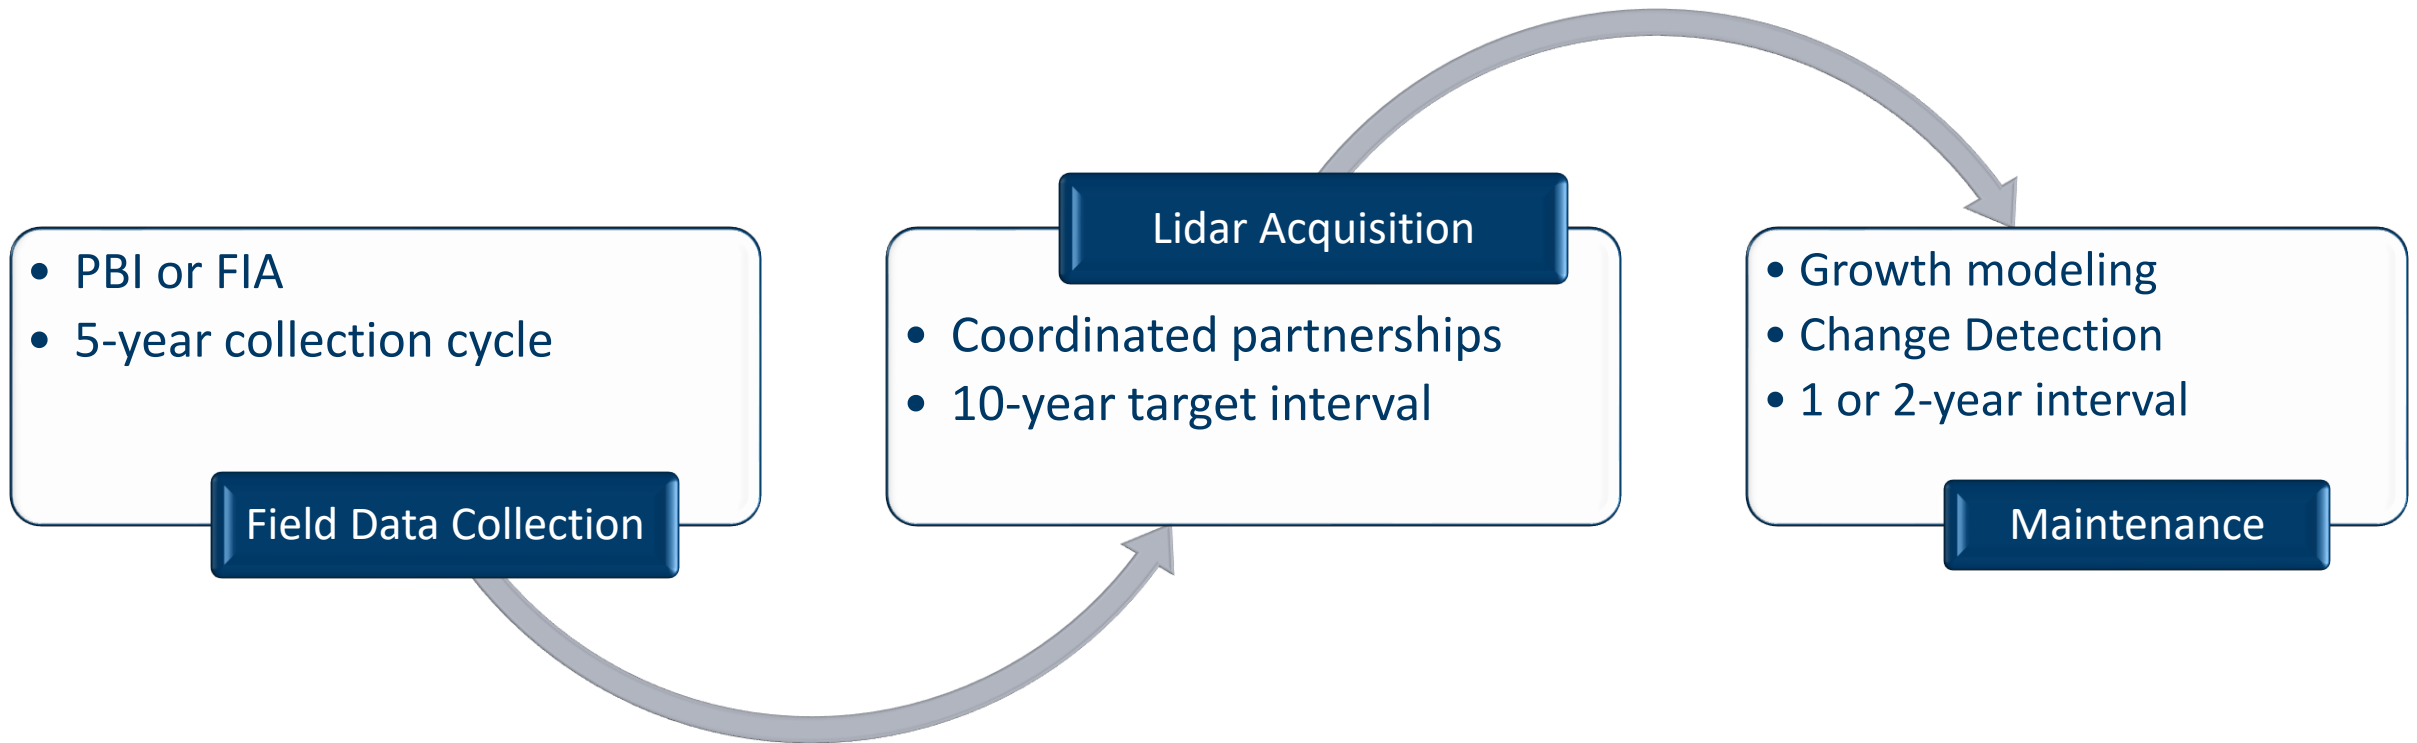 • PBI or FIA
• 5-year collection cycle
Field Data Collection
Lidar Acquisition
• Coordinated partnerships
• 10-year target interval
• Growth modeling
• Change Detection
• 1 or 2-year interval
Maintenance